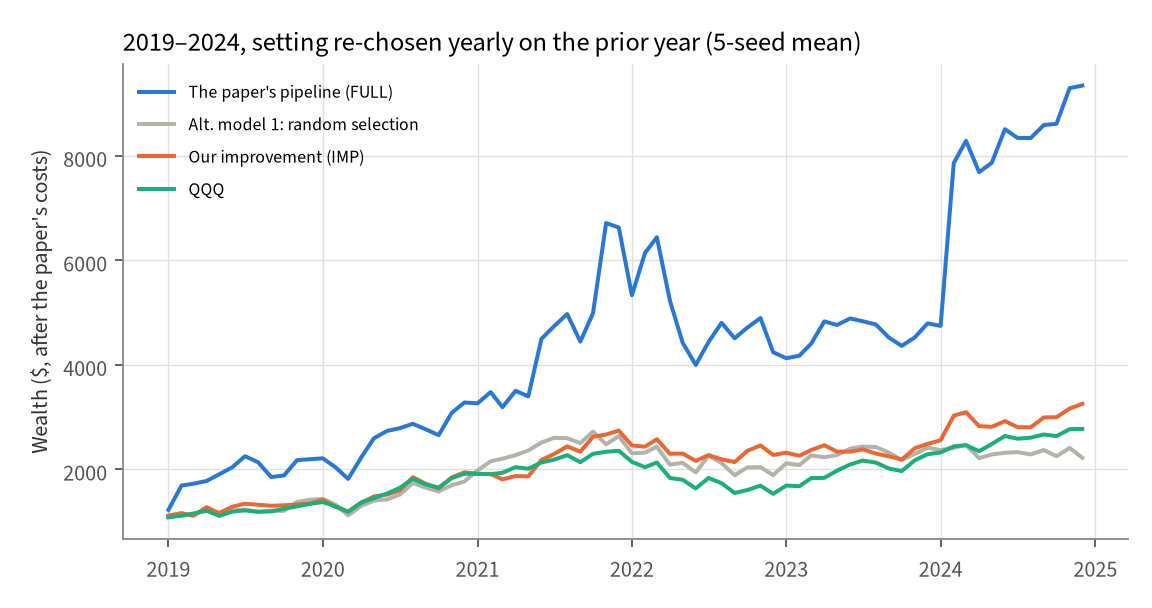 2019–2024, setting re-chosen yearly on the prior year (5-seed mean)
The paper's pipeline (FULL)
Alt. model 1: random selection
Our improvement (IMP)
QQQ
Wealth ($, after the paper's costs)
8000
6000
4000
2000
2019
2020
2021
2022
2023
2024
2025